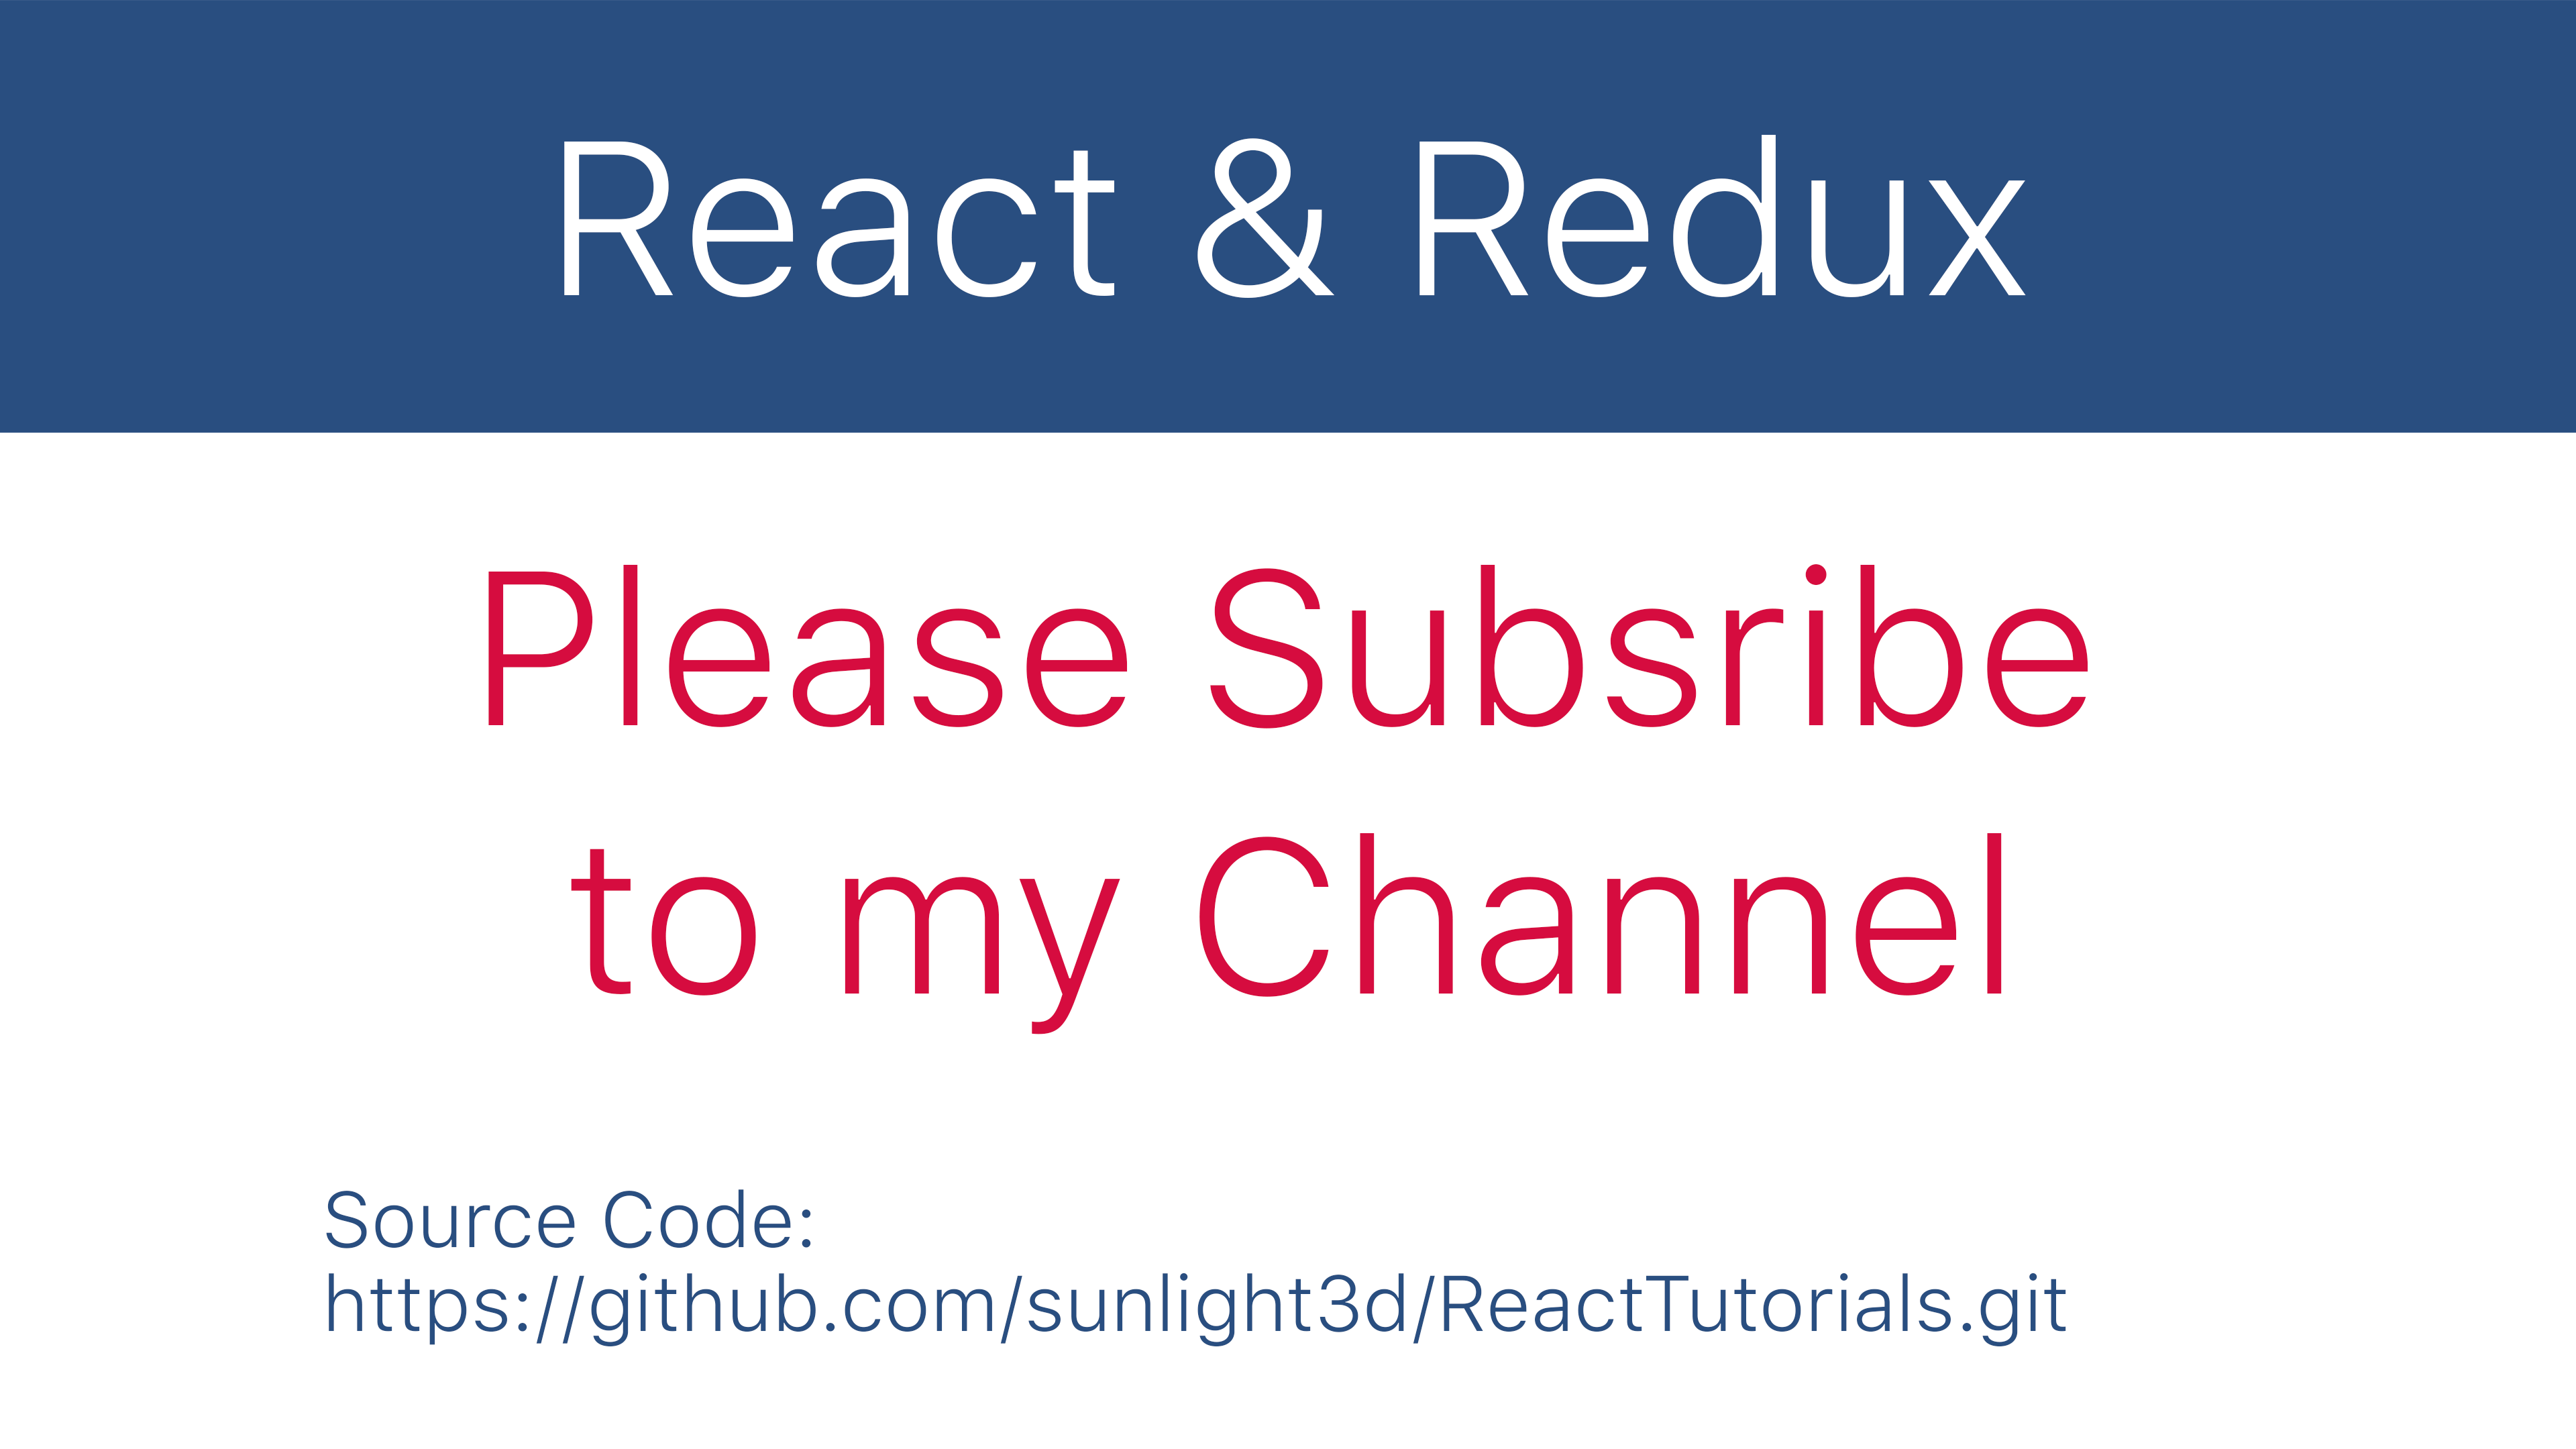 React & Redux
Please Subsribe
to my Channel
Source Code:
https://github.com/sunlight3d/ReactTutorials.git